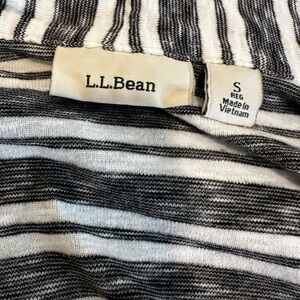 L.L.Bean
S
REG
Made in
Vietnam